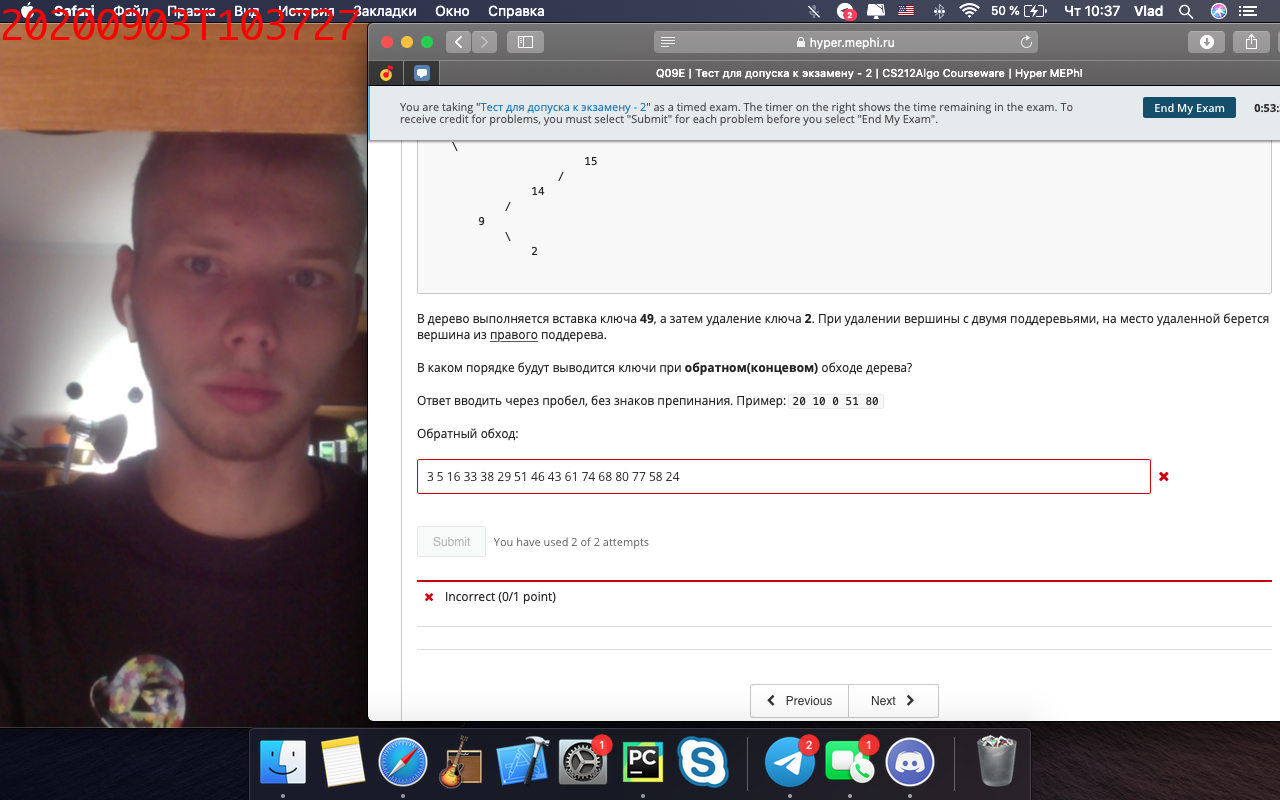 20200903T103727
Safari Файл Правка Вид История Закладки Окно Справка
2
50 % Чт 10:37 Vlad
hyper.mephi.ru
Q09E | Тест для допуска к экзамену - 2 | CS212Algo Courseware | Hyper MEPhI
You are taking "Тест для допуска к экзамену - 2" as a timed exam. The timer on the right shows the time remaining in the exam. To
receive credit for problems, you must select "Submit" for each problem before you select "End My Exam".
End My Exam
0:53:
\
15
/
14
/
9
\
2
В дерево выполняется вставка ключа 49, а затем удаление ключа 2. При удалении вершины с двумя поддеревьями, на место удаленной берется
вершина из правого поддерева.
В каком порядке будут выводится ключи при обратном(концевом) обходе дерева?
Ответ вводить через пробел, без знаков препинания. Пример: 20 10 0 51 80
Обратный обход:
3 5 16 33 38 29 51 46 43 61 74 68 80 77 58 24
Submit You have used 2 of 2 attempts
Incorrect (0/1 point)
Previous Next
1 2 1
PC